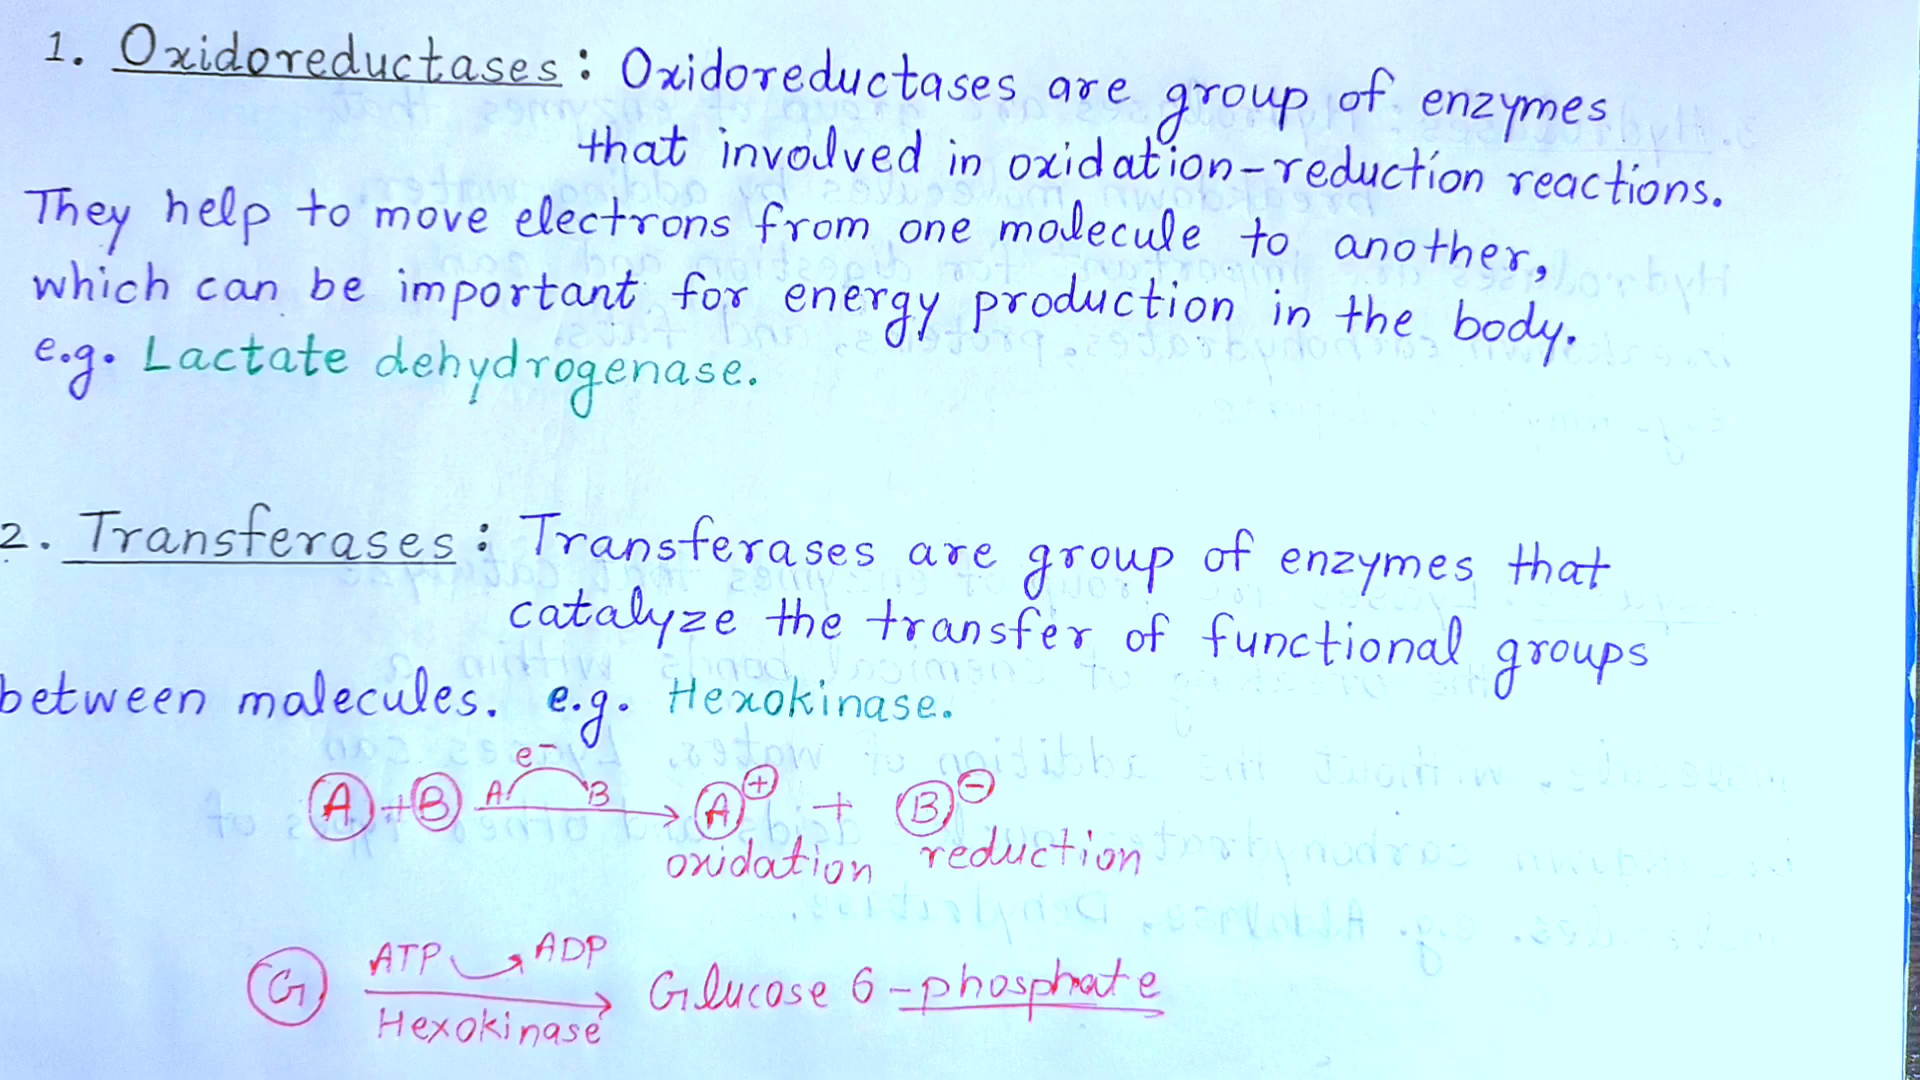 1. Oxidoreductases : Oxidoreductases are group of enzymes
that involved in oxidation-reduction reactions.
They help to move electrons from one molecule to another,
which can be important for energy production in the body.
e.g. Lactate dehydrogenase.
2. Transferases : Transferases are group of enzymes that
catalyze the transfer of functional groups
between molecules. e.g. Hexokinase.
e-
A + B A B A + + B -
oxidation reduction
ATP ADP
G Glucose 6-phosphate
Hexokinase